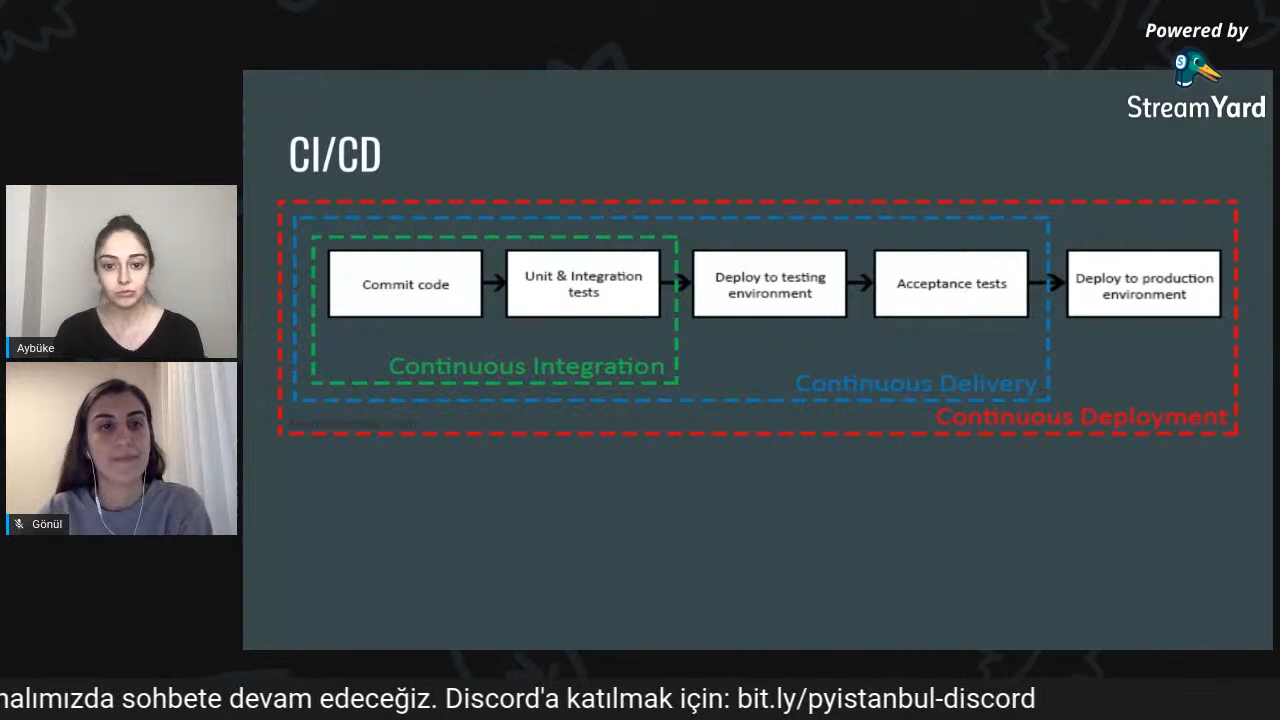 Powered by
StreamYard
CI/CD
Commit code
Unit & Integration
tests
Deploy to testing
environment
Acceptance tests
Deploy to production
environment
Continuous Integration
Continuous Delivery
Continuous Deployment
Aybüke
Gönül
nalımızda sohbete devam edeceğiz. Discord'a katılmak için: bit.ly/pyistanbul-discord